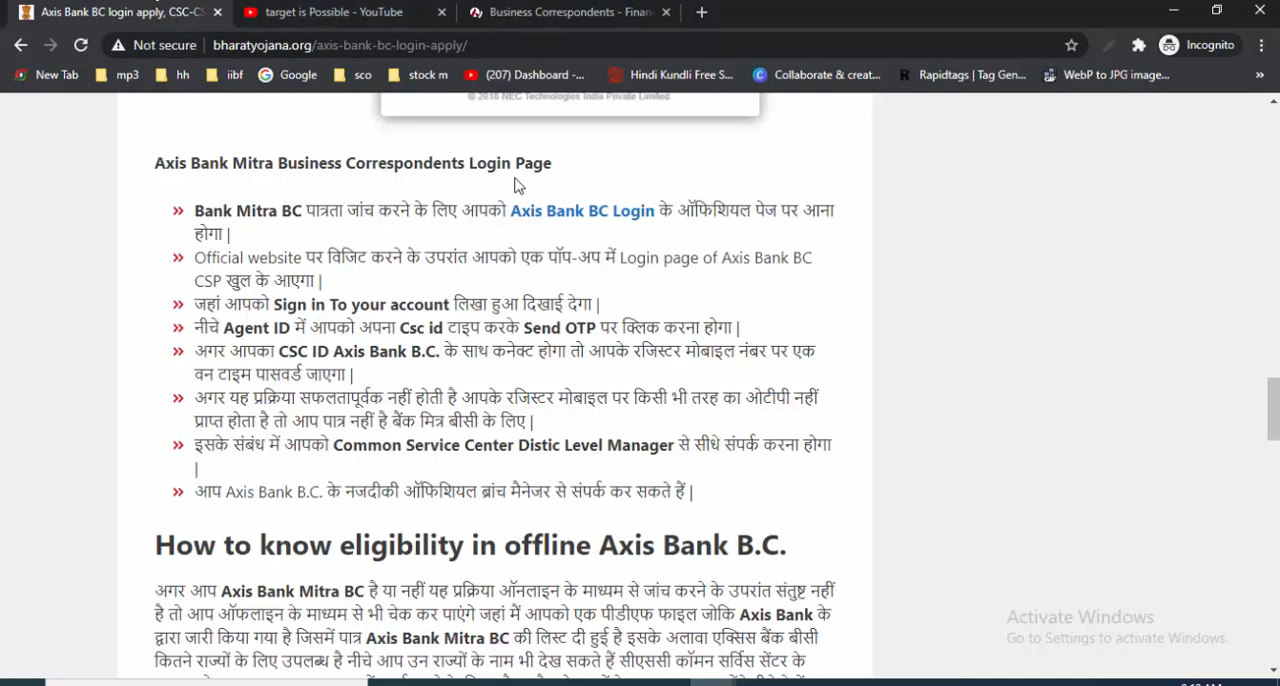 Axis Bank BC login apply, CSC-CS
target is Possible - YouTube
Business Correspondents - Finan
Not secure
bharatyojana.org/axis-bank-bc-login-apply/
Incognito
New Tab
mp3
hh
iibf
Google
sco
stock m
(207) Dashboard -...
Hindi Kundli Free S...
Collaborate & creat...
Rapidtags | Tag Gen...
WebP to JPG image...
»
© 2018 NEC Technologies India Private Limited
Axis Bank Mitra Business Correspondents Login Page
» Bank Mitra BC पात्रता जांच करने के लिए आपको Axis Bank BC Login के ऑफिशियल पेज पर आना
होगा |
» Official website पर विजिट करने के उपरांत आपको एक पॉप-अप में Login page of Axis Bank BC
CSP खुल के आएगा |
» जहां आपको Sign in To your account लिखा हुआ दिखाई देगा |
» नीचे Agent ID में आपको अपना Csc id टाइप करके Send OTP पर क्लिक करना होगा |
» अगर आपका CSC ID Axis Bank B.C. के साथ कनेक्ट होगा तो आपके रजिस्टर मोबाइल नंबर पर एक
वन टाइम पासवर्ड जाएगा |
» अगर यह प्रक्रिया सफलतापूर्वक नहीं होती है आपके रजिस्टर मोबाइल पर किसी भी तरह का ओटीपी नहीं
प्राप्त होता है तो आप पात्र नहीं है बैंक मित्र बीसी के लिए |
» इसके संबंध में आपको Common Service Center Distic Level Manager से सीधे संपर्क करना होगा
|
» आप Axis Bank B.C. के नजदीकी ऑफिशियल ब्रांच मैनेजर से संपर्क कर सकते हैं |
How to know eligibility in offline Axis Bank B.C.
अगर आप Axis Bank Mitra BC है या नहीं यह प्रक्रिया ऑनलाइन के माध्यम से जांच करने के उपरांत संतुष्ट नहीं
है तो आप ऑफलाइन के माध्यम से भी चेक कर पाएंगे जहां मैं आपको एक पीडीएफ फाइल जोकि Axis Bank के
द्वारा जारी किया गया है जिसमें पात्र Axis Bank Mitra BC की लिस्ट दी हुई है इसके अलावा एक्सिस बैंक बीसी
कितने राज्यों के लिए उपलब्ध है नीचे आप उन राज्यों के नाम भी देख सकते हैं सीएससी कॉमन सर्विस सेंटर के
Activate Windows
Go to Settings to activate Windows.